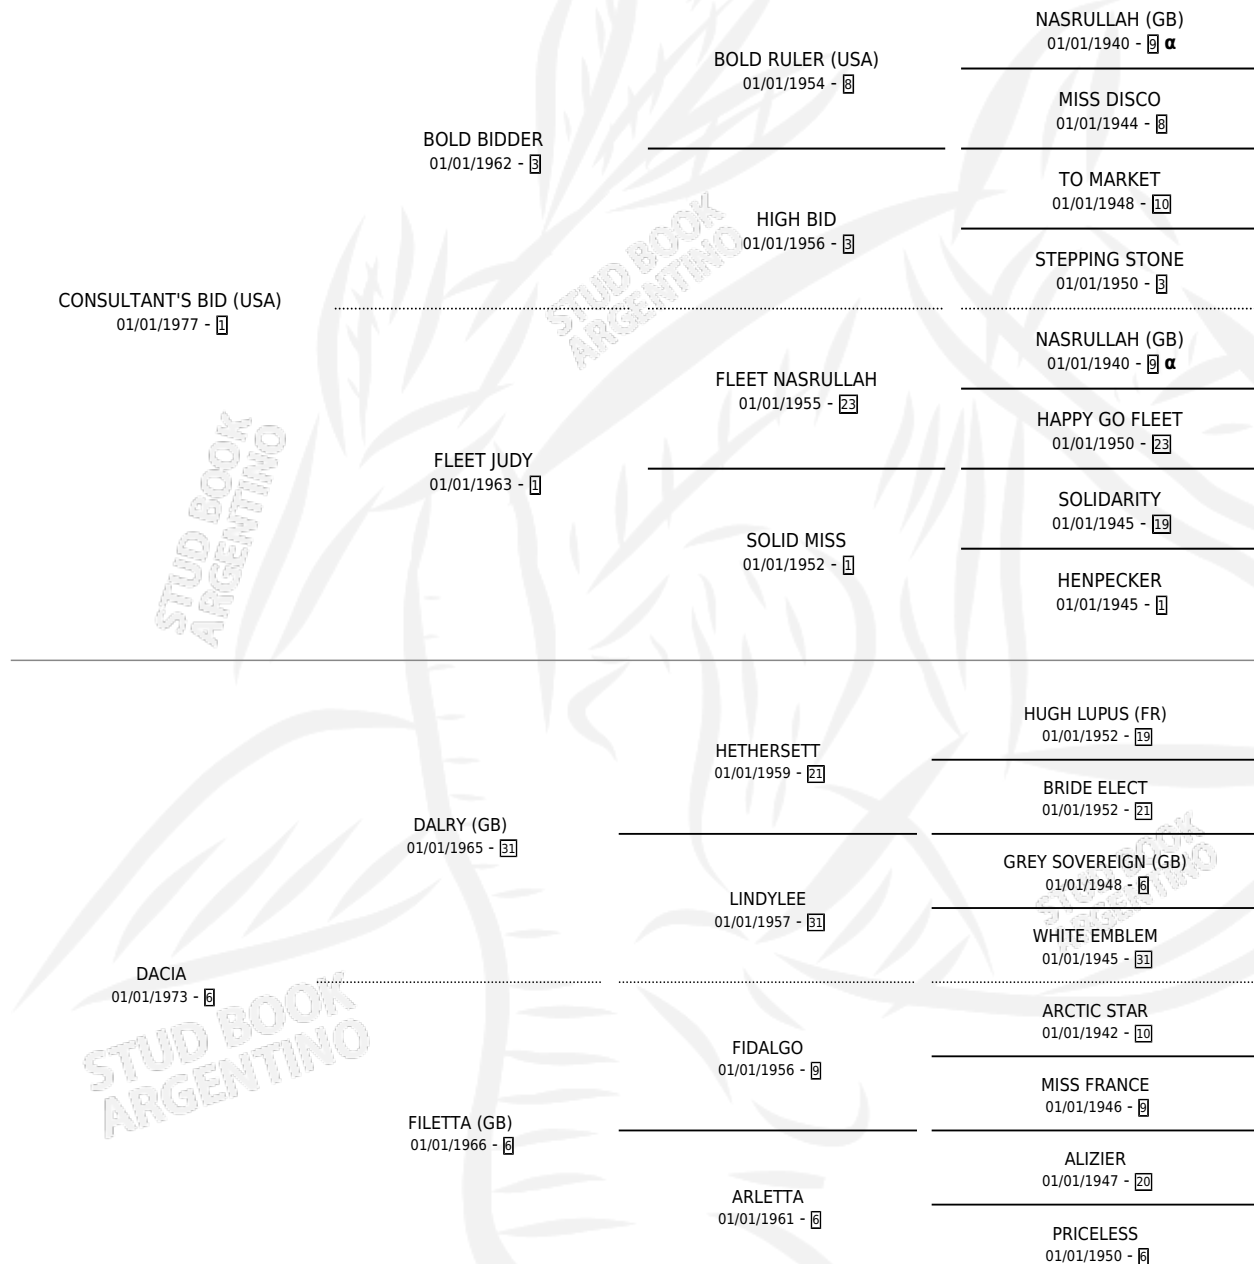 NASRULLAH (GB)
01/01/1940 - 9 α
BOLD RULER (USA)
01/01/1954 - 8
MISS DISCO
01/01/1944 - 8
BOLD BIDDER
01/01/1962 - 3
TO MARKET
01/01/1948 - 10
HIGH BID
01/01/1956 - 3
STEPPING STONE
01/01/1950 - 3
CONSULTANT'S BID (USA)
01/01/1977 - 1
NASRULLAH (GB)
01/01/1940 - 9 α
FLEET NASRULLAH
01/01/1955 - 23
HAPPY GO FLEET
01/01/1950 - 23
FLEET JUDY
01/01/1963 - 1
SOLIDARITY
01/01/1945 - 19
SOLID MISS
01/01/1952 - 1
HENPECKER
01/01/1945 - 1
HUGH LUPUS (FR)
01/01/1952 - 19
HETHERSETT
01/01/1959 - 21
BRIDE ELECT
01/01/1952 - 21
DALRY (GB)
01/01/1965 - 31
GREY SOVEREIGN (GB)
01/01/1948 - 6
LINDYLEE
01/01/1957 - 31
WHITE EMBLEM
01/01/1945 - 31
DACIA
01/01/1973 - 6
ARCTIC STAR
01/01/1942 - 10
FIDALGO
01/01/1956 - 9
MISS FRANCE
01/01/1946 - 9
FILETTA (GB)
01/01/1966 - 6
ALIZIER
01/01/1947 - 20
ARLETTA
01/01/1961 - 6
PRICELESS
01/01/1950 - 6
STUD BOOK
ARGENTINO
STUD BOOK
ARGENTINO
STUD BOOK
ARGENTINO
STUD BOOK
ARGENTINO